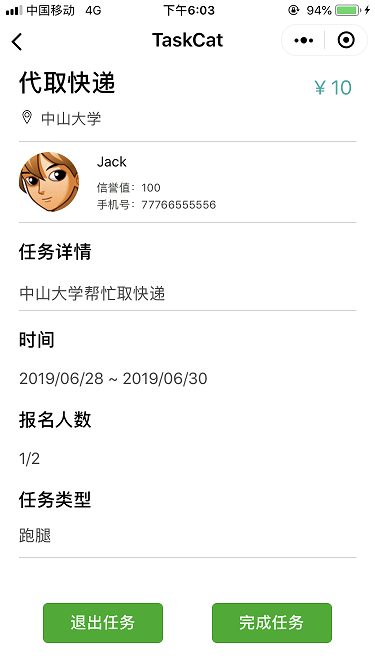 中国移动 4G 下午6:03 94%
TaskCat
代取快递
¥ 10
中山大学
Jack
信誉值：100
手机号：77766555556
任务详情
中山大学帮忙取快递
时间
2019/06/28 ~ 2019/06/30
报名人数
1/2
任务类型
跑腿
退出任务 完成任务